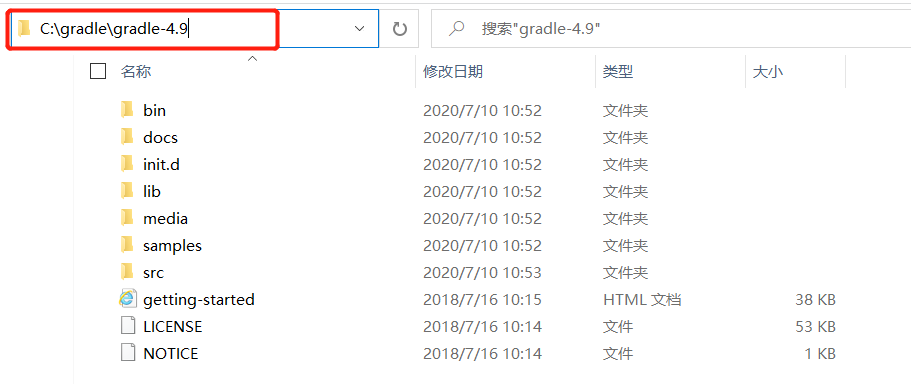 C:\gradle\gradle-4.9 搜索"gradle-4.9"
名称 修改日期 类型 大小
bin 2020/7/10 10:52 文件夹
docs 2020/7/10 10:52 文件夹
init.d 2020/7/10 10:52 文件夹
lib 2020/7/10 10:52 文件夹
media 2020/7/10 10:52 文件夹
samples 2020/7/10 10:52 文件夹
src 2020/7/10 10:53 文件夹
getting-started 2018/7/16 10:15 HTML 文档 38 KB
LICENSE 2018/7/16 10:14 文件 53 KB
NOTICE 2018/7/16 10:14 文件 1 KB